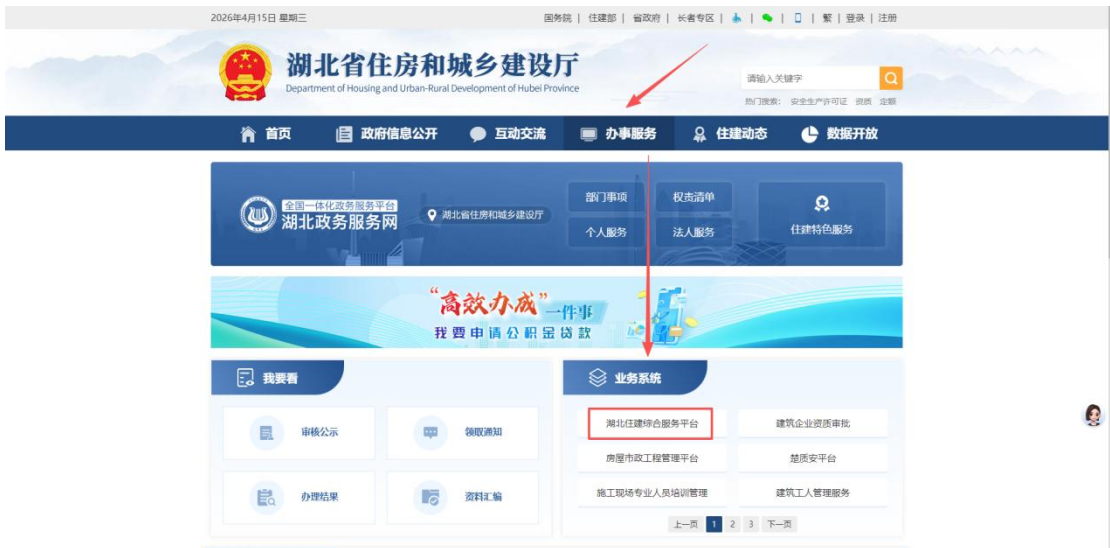 2026年4月15日 星期三 国务院 | 住建部 | 省政府 | 长者专区 | | | | 繁 | 登录 | 注册
湖北省住房和城乡建设厅
Department of Housing and Urban-Rural Development of Hubei Province
请输入关键字
热门搜索: 安全生产许可证 资质 定额
首页 政府信息公开 互动交流 办事服务 住建动态 数据开放
全国一体化政务服务平台
湖北政务服务网
湖北省住房和城乡建设厅
部门事项 权责清单
个人服务 法人服务
住建特色服务
“高效办成”一件事
我要申请公积金贷款
我要看
审核公示 领取通知
办理结果 资料汇编
业务系统
湖北住建综合服务平台 建筑企业资质审批
房屋市政工程管理平台 楚质安平台
施工现场专业人员培训管理 建筑工人管理服务
上一页 1 2 3 下一页